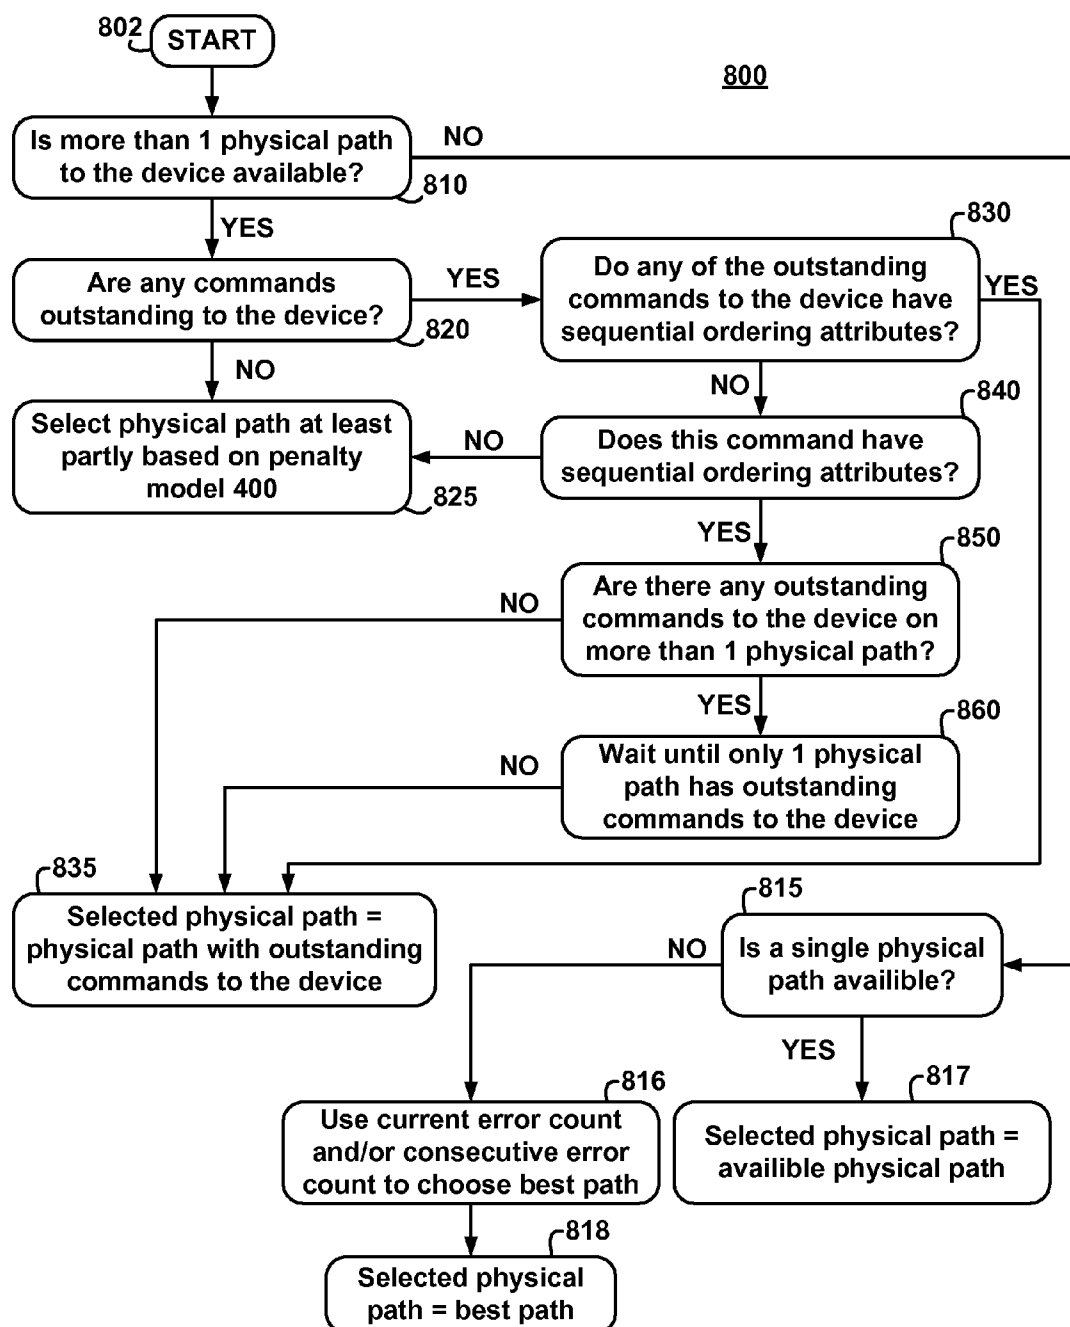 802
START
800
Is more than 1 physical path
to the device available?
810
NO
YES
Are any commands
outstanding to the device?
820
YES
NO
830
Do any of the outstanding
commands to the device have
sequential ordering attributes?
YES
NO
840
Select physical path at least
partly based on penalty
model 400
825
NO
Does this command have
sequential ordering attributes?
YES
850
Are there any outstanding
commands to the device on
more than 1 physical path?
NO
YES
860
Wait until only 1 physical
path has outstanding
commands to the device
NO
835
Selected physical path =
physical path with outstanding
commands to the device
815
Is a single physical
path availible?
NO
YES
816
Use current error count
and/or consecutive error
count to choose best path
817
Selected physical path =
availible physical path
818
Selected physical
path = best path